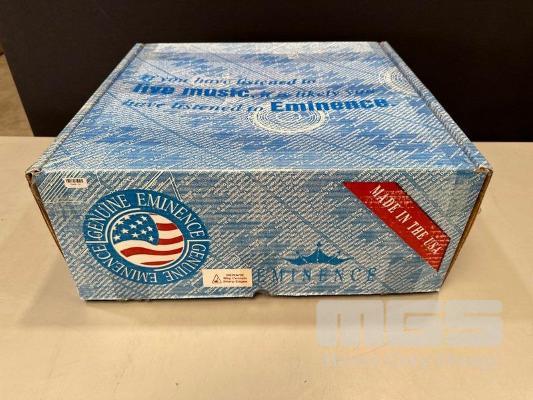 If you have listened to
live music, it is likely you
have listened to Eminence.
GENUINE EMINENCE
GENUINE EMINENCE
EMINENCE
MADE IN THE USA
MGS